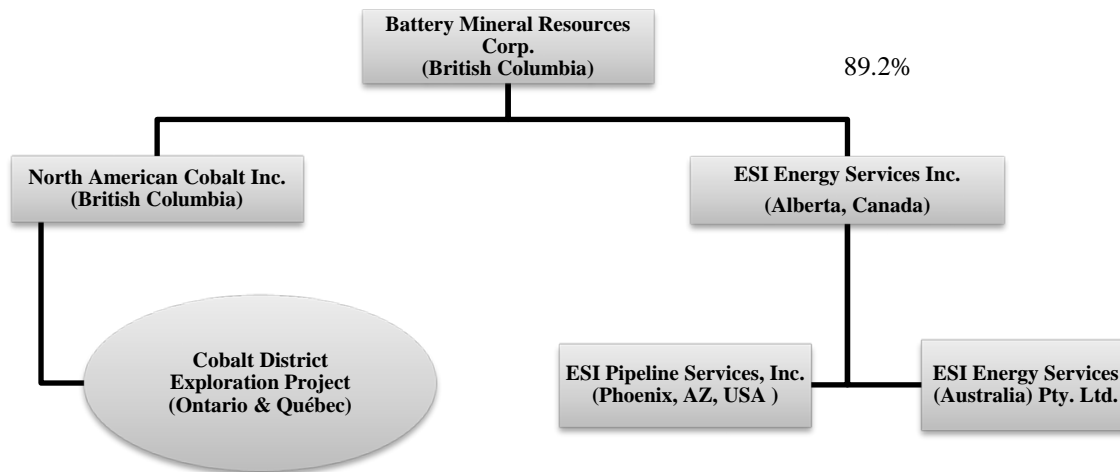 Battery Mineral Resources
Corp.
(British Columbia)
89.2%
North American Cobalt Inc.
(British Columbia)
ESI Energy Services Inc.
(Alberta, Canada)
Cobalt District
Exploration Project
(Ontario & Québec)
ESI Pipeline Services, Inc.
(Phoenix, AZ, USA )
ESI Energy Services
(Australia) Pty. Ltd.